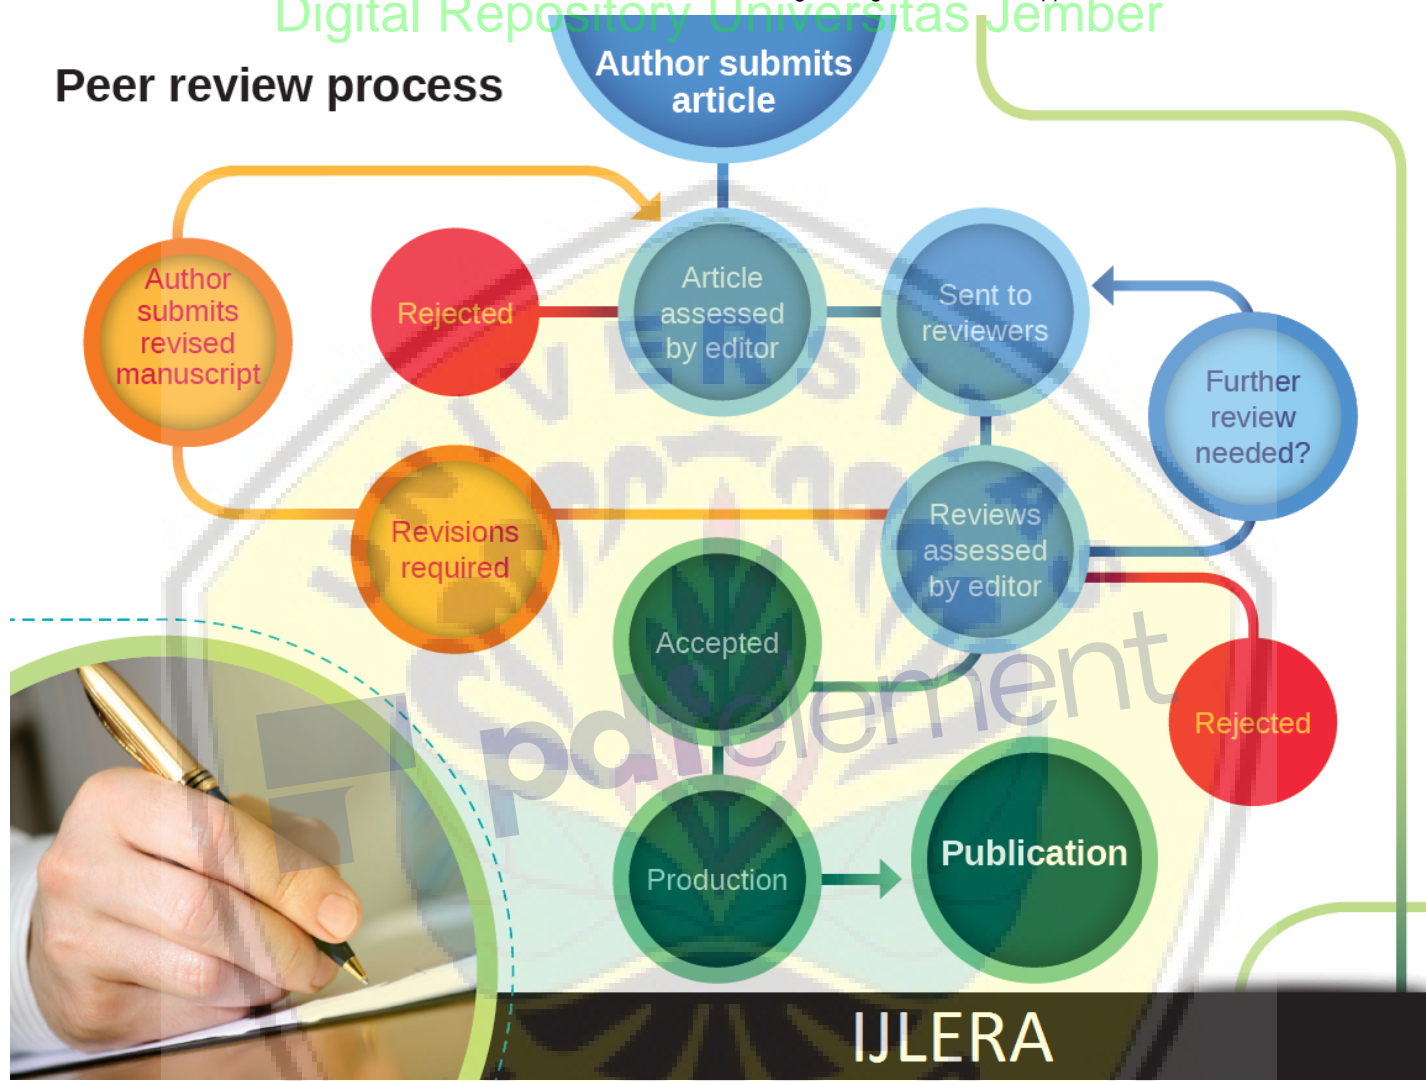 Digital Repository Universitas Jember
Peer review process
Author submits
article
Author
submits
revised
manuscript
Rejected
Article
assessed
by editor
Sent to
reviewers
Further
review
needed?
Revisions
required
Reviews
assessed
by editor
Accepted
Rejected
Production
Publication
UNIVERSITAS
pdfelement
IJLERA